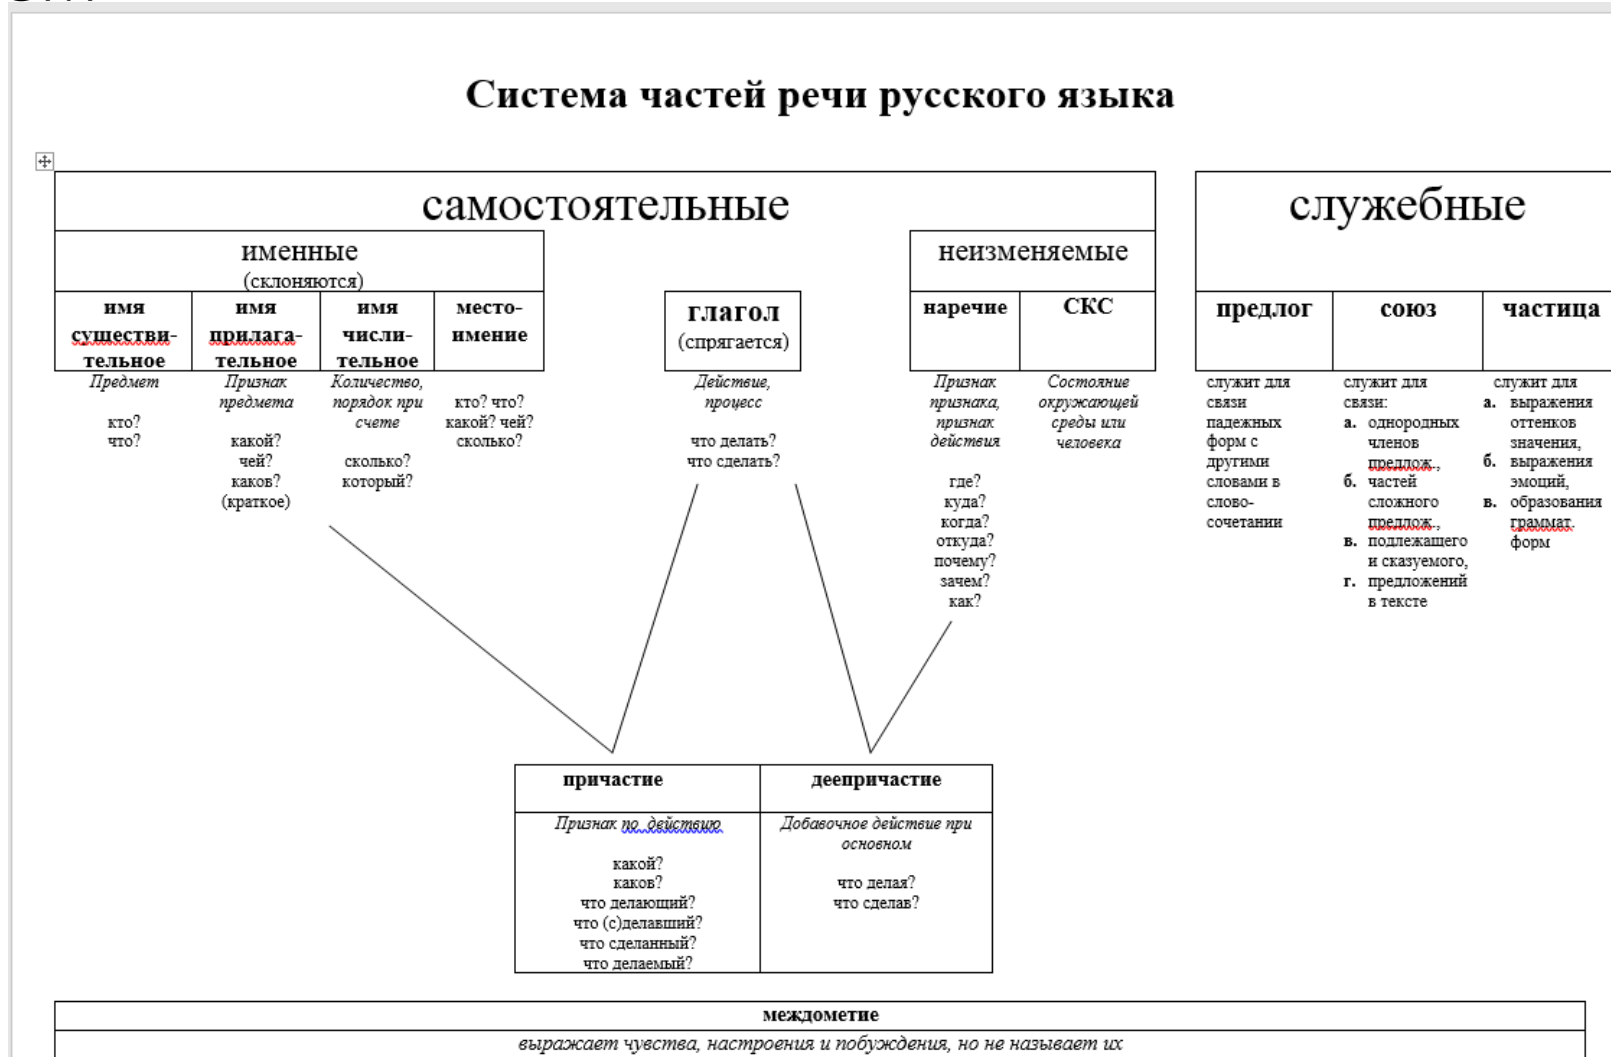 Система частей речи русского языка
самостоятельные
служебные
именные
(склоняются)
неизменяемые
имя
существи-
тельное
имя
прилага-
тельное
имя
числи-
тельное
место-
имение
глагол
(спрягается)
наречие
СКС
предлог
союз
частица
Предмет
кто?
что?
Признак
предмета
какой?
чей?
каков?
(краткое)
Количество,
порядок при
счете
сколько?
который?
кто? что?
какой? чей?
сколько?
Действие,
процесс
что делать?
что сделать?
Признак
признака,
признак
действия
где?
куда?
когда?
откуда?
почему?
зачем?
как?
Состояние
окружающей
среды или
человека
служит для
связи
падежных
форм с
другими
словами в
слово-
сочетании
служит для
связи:
а. однородных
членов
предлож.,
б. частей
сложного
предлож.,
в. подлежащего
и сказуемого,
г. предложений
в тексте
служит для
а. выражения
оттенков
значения,
б. выражения
эмоций,
в. образования
граммат.
форм
причастие
деепричастие
Признак по действию
какой?
каков?
что делающий?
что (с)делавший?
что сделанный?
что делаемый?
Добавочное действие при
основном
что делая?
что сделав?
междометие
выражает чувства, настроения и побуждения, но не называет их